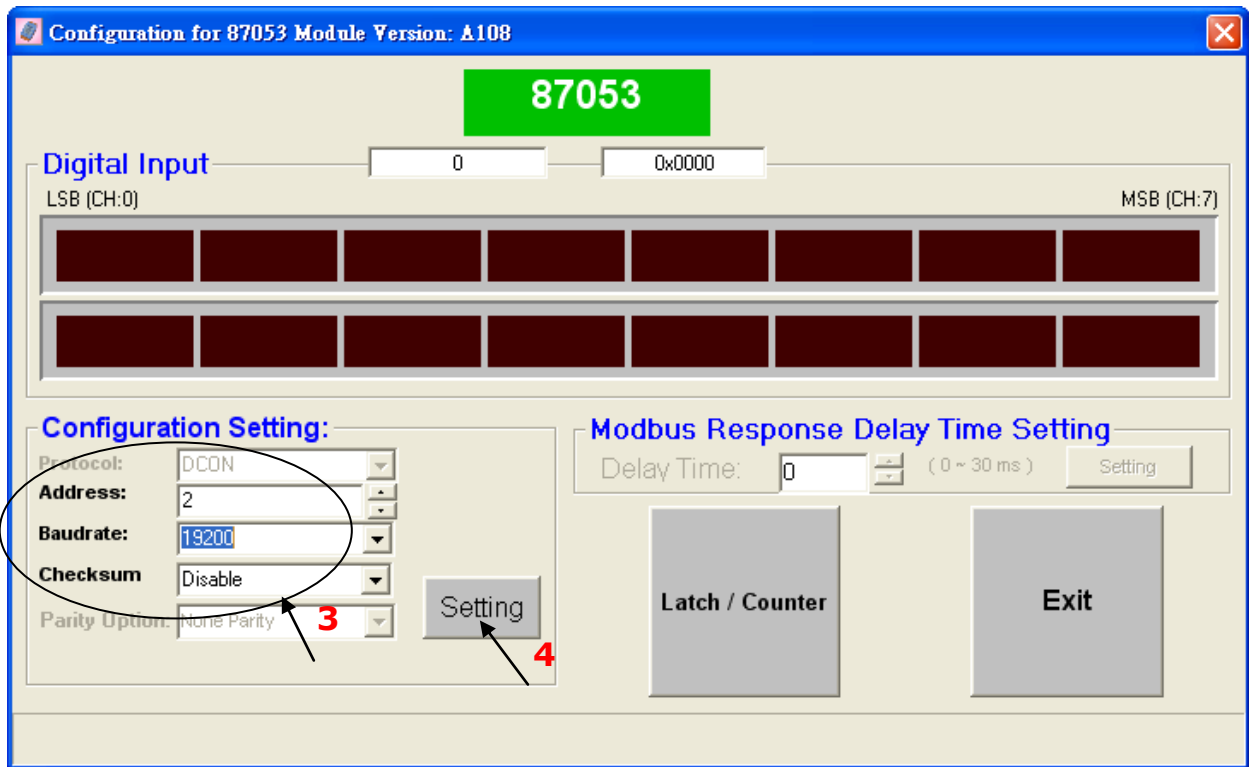 Configuration for 87053 Module Version: A108
87053
Digital Input 0 0x0000
LSB (CH:0) MSB (CH:7)
Configuration Setting:
Protocol: DCON
Address: 2
Baudrate: 19200
Checksum Disable
Parity Option: None Parity
3
Setting
4
Modbus Response Delay Time Setting
Delay Time: 0 ( 0 ~ 30 ms ) Setting
Latch / Counter
Exit